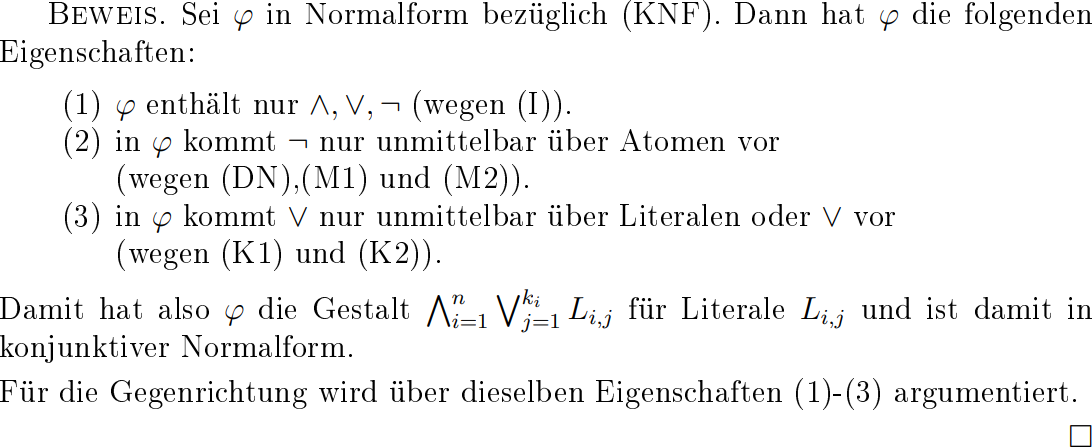 BEWEIS. Sei φ in Normalform bezüglich (KNF). Dann hat φ die folgenden
Eigenschaften:
(1) φ enthält nur ∧, ∨, ¬ (wegen (I)).
(2) in φ kommt ¬ nur unmittelbar über Atomen vor
(wegen (DN),(M1) und (M2)).
(3) in φ kommt ∨ nur unmittelbar über Literalen oder ∨ vor
(wegen (K1) und (K2)).
Damit hat also φ die Gestalt ⋀_{i=1}^{n} ⋁_{j=1}^{k_i} L_{i,j} für Literale L_{i,j} und ist damit in
konjunktiver Normalform.
Für die Gegenrichtung wird über dieselben Eigenschaften (1)-(3) argumentiert.
□